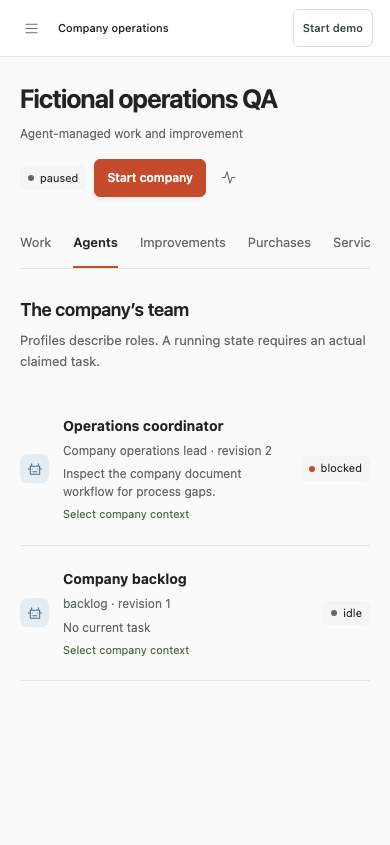 Company operations
Start demo
Fictional operations QA
Agent-managed work and improvement
paused
Start company
Work
Agents
Improvements
Purchases
Servic
The company’s team
Profiles describe roles. A running state requires an actual
claimed task.
Operations coordinator
Company operations lead · revision 2
Inspect the company document
workflow for process gaps.
Select company context
blocked
Company backlog
backlog · revision 1
No current task
Select company context
idle